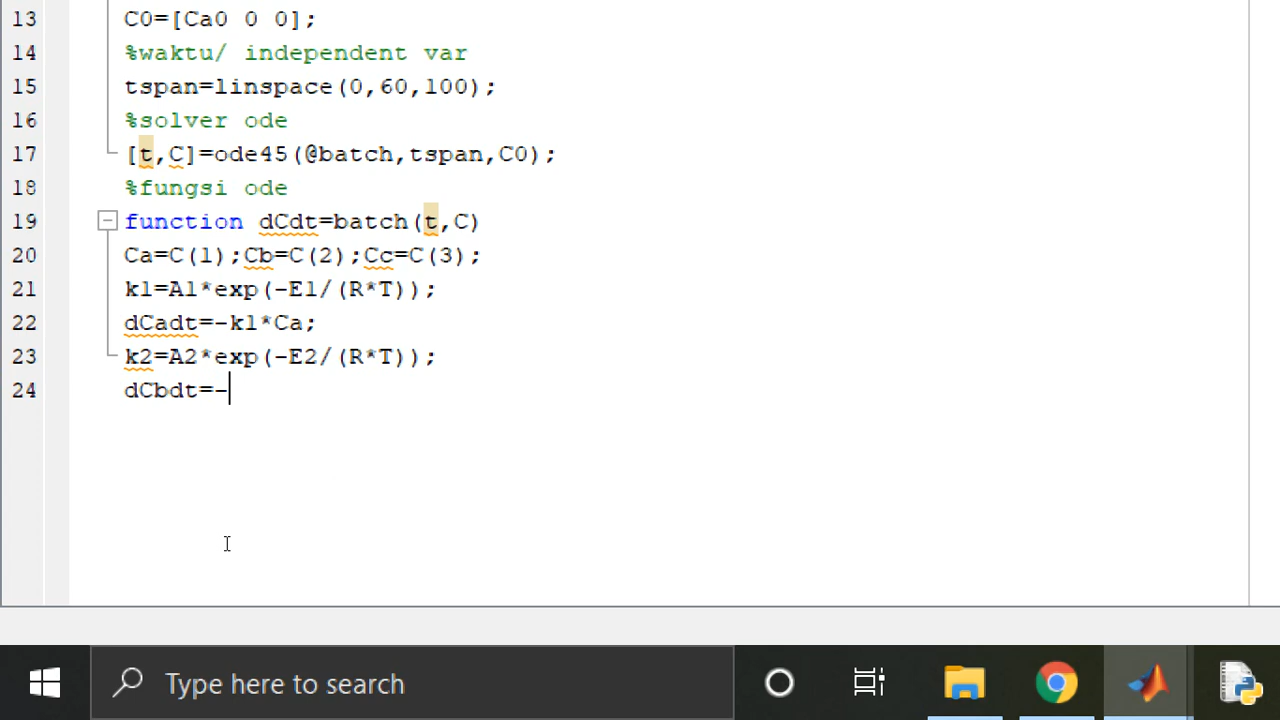 13 C0=[Ca0 0 0];
14 %waktu/ independent var
15 tspan=linspace(0,60,100);
16 %solver ode
17 [t,C]=ode45(@batch,tspan,C0);
18 %fungsi ode
19 function dCdt=batch(t,C)
20 Ca=C(1);Cb=C(2);Cc=C(3);
21 k1=A1*exp(-E1/(R*T));
22 dCadt=-k1*Ca;
23 k2=A2*exp(-E2/(R*T));
24 dCbdt=-
Type here to search